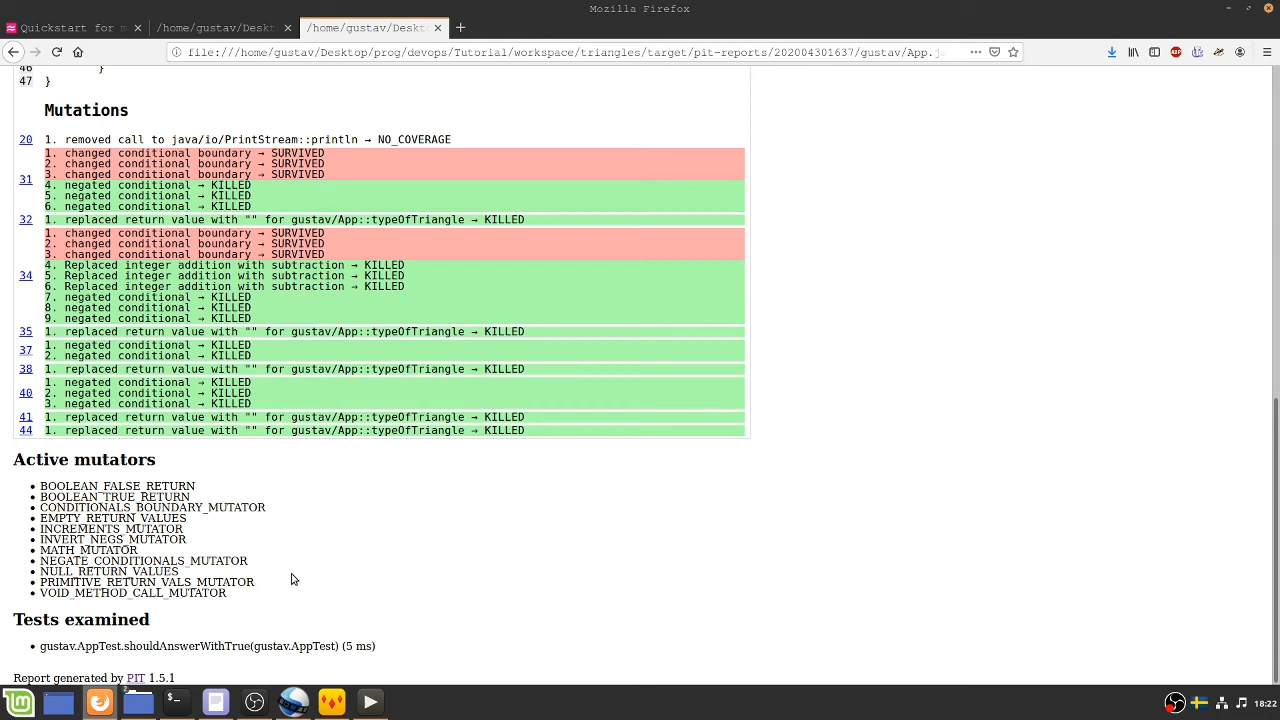 Mozilla Firefox
Quickstart for m
/home/gustav/Deskt
/home/gustav/Deskt
file:///home/gustav/Desktop/prog/devops/Tutorial/workspace/triangles/target/pit-reports/202004301637/gustav/App.j
46 }
47 }
Mutations
20 1. removed call to java/io/PrintStream::println → NO_COVERAGE
1. changed conditional boundary → SURVIVED
2. changed conditional boundary → SURVIVED
3. changed conditional boundary → SURVIVED
31
4. negated conditional → KILLED
5. negated conditional → KILLED
6. negated conditional → KILLED
32 1. replaced return value with "" for gustav/App::typeOfTriangle → KILLED
1. changed conditional boundary → SURVIVED
2. changed conditional boundary → SURVIVED
3. changed conditional boundary → SURVIVED
4. Replaced integer addition with subtraction → KILLED
34 5. Replaced integer addition with subtraction → KILLED
6. Replaced integer addition with subtraction → KILLED
7. negated conditional → KILLED
8. negated conditional → KILLED
9. negated conditional → KILLED
35 1. replaced return value with "" for gustav/App::typeOfTriangle → KILLED
37 1. negated conditional → KILLED
2. negated conditional → KILLED
38 1. replaced return value with "" for gustav/App::typeOfTriangle → KILLED
1. negated conditional → KILLED
40 2. negated conditional → KILLED
3. negated conditional → KILLED
41 1. replaced return value with "" for gustav/App::typeOfTriangle → KILLED
44 1. replaced return value with "" for gustav/App::typeOfTriangle → KILLED
Active mutators
• BOOLEAN_FALSE_RETURN
• BOOLEAN_TRUE_RETURN
• CONDITIONALS_BOUNDARY_MUTATOR
• EMPTY_RETURN_VALUES
• INCREMENTS_MUTATOR
• INVERT_NEGS_MUTATOR
• MATH_MUTATOR
• NEGATE_CONDITIONALS_MUTATOR
• NULL_RETURN_VALUES
• PRIMITIVE_RETURN_VALS_MUTATOR
• VOID_METHOD_CALL_MUTATOR
Tests examined
• gustav.AppTest.shouldAnswerWithTrue(gustav.AppTest) (5 ms)
Report generated by PIT 1.5.1
18:22